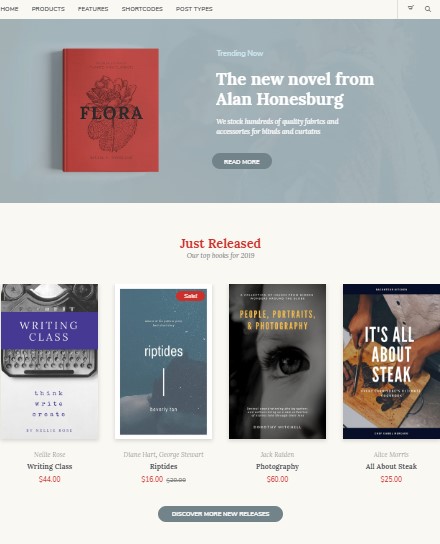 HOME PRODUCTS FEATURES SHORTCODES POST TYPES
Trending Now
The new novel from
Alan Honesburg
We stock hundreds of quality fabrics and
accessories for blinds and curtains
READ MORE
FLORA
Just Released
Our top books for 2019
WRITING
CLASS
think
write
create
BY NELLIE ROSE
Sale!
riptides
beverly tan
PEOPLE, PORTRAITS,
& PHOTOGRAPHY
DOROTHY MITCHELL
IT'S ALL
ABOUT
STEAK
Nellie Rose
Writing Class
$44.00
Diane Hart, George Stewart
Riptides
$16.00 $20.00
Jack Raiden
Photography
$60.00
Alice Morris
All About Steak
$25.00
DISCOVER MORE NEW RELEASES